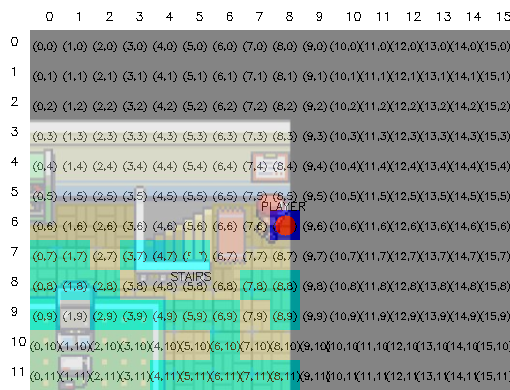 0 1 2 3 4 5 6 7 8 9 10 11 12 13 14 15
0 (0,0) (1,0) (2,0) (3,0) (4,0) (5,0) (6,0) (7,0) (8,0) (9,0) (10,0) (11,0) (12,0) (13,0) (14,0) (15,0)
1 (0,1) (1,1) (2,1) (3,1) (4,1) (5,1) (6,1) (7,1) (8,1) (9,1) (10,1) (11,1) (12,1) (13,1) (14,1) (15,1)
2 (0,2) (1,2) (2,2) (3,2) (4,2) (5,2) (6,2) (7,2) (8,2) (9,2) (10,2) (11,2) (12,2) (13,2) (14,2) (15,2)
3 (0,3) (1,3) (2,3) (3,3) (4,3) (5,3) (6,3) (7,3) (8,3) (9,3) (10,3) (11,3) (12,3) (13,3) (14,3) (15,3)
4 (0,4) (1,4) (2,4) (3,4) (4,4) (5,4) (6,4) (7,4) (8,4) (9,4) (10,4) (11,4) (12,4) (13,4) (14,4) (15,4)
5 (0,5) (1,5) (2,5) (3,5) (4,5) (5,5) (6,5) (7,5) (8,5) (9,5) (10,5) (11,5) (12,5) (13,5) (14,5) (15,5)
PLAYER
6 (0,6) (1,6) (2,6) (3,6) (4,6) (5,6) (6,6) (7,6) (9,6) (10,6) (11,6) (12,6) (13,6) (14,6) (15,6)
7 (0,7) (1,7) (2,7) (3,7) (4,7) (6,7) (7,7) (8,7) (9,7) (10,7) (11,7) (12,7) (13,7) (14,7) (15,7)
STAIRS
8 (0,8) (1,8) (2,8) (3,8) (4,8) (5,8) (6,8) (7,8) (8,8) (9,8) (10,8) (11,8) (12,8) (13,8) (14,8) (15,8)
9 (0,9) (1,9) (2,9) (3,9) (4,9) (5,9) (6,9) (7,9) (8,9) (9,9) (10,9) (11,9) (12,9) (13,9) (14,9) (15,9)
10 (0,10) (1,10) (2,10) (3,10) (4,10) (5,10) (6,10) (7,10) (8,10) (9,10) (10,10) (11,10) (12,10) (13,10) (14,10) (15,10)
11 (0,11) (1,11) (2,11) (3,11) (4,11) (5,11) (6,11) (7,11) (8,11) (9,11) (10,11) (11,11) (12,11) (13,11) (14,11) (15,11)